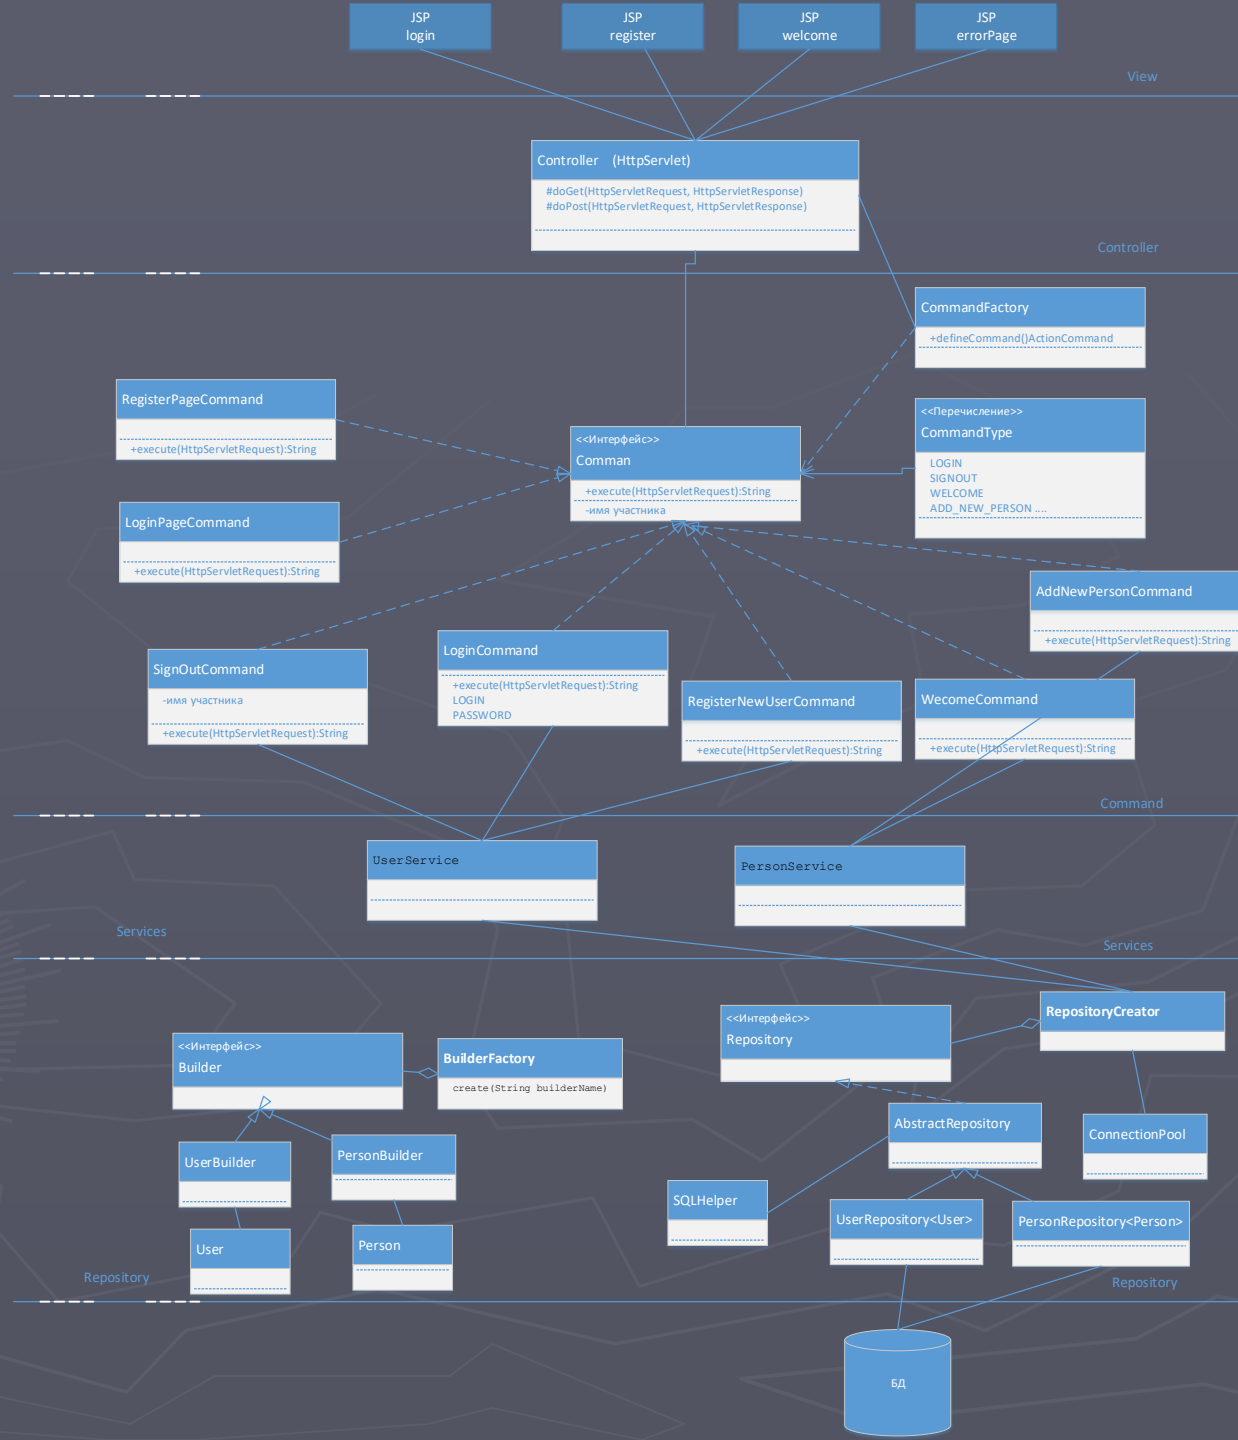 JSP
login
JSP
register
JSP
welcome
JSP
errorPage
View
Controller (HttpServlet)
#doGet(HttpServletRequest, HttpServletResponse)
#doPost(HttpServletRequest, HttpServletResponse)
Controller
CommandFactory
+defineCommand()ActionCommand
RegisterPageCommand
+execute(HttpServletRequest):String
<<Интерфейс>>
Comman
+execute(HttpServletRequest):String
-имя участника
<<Перечисление>>
CommandType
LOGIN
SIGNOUT
WELCOME
ADD_NEW_PERSON ....
LoginPageCommand
+execute(HttpServletRequest):String
AddNewPersonCommand
+execute(HttpServletRequest):String
SignOutCommand
-имя участника
+execute(HttpServletRequest):String
LoginCommand
+execute(HttpServletRequest):String
LOGIN
PASSWORD
RegisterNewUserCommand
+execute(HttpServletRequest):String
WecomeCommand
+execute(HttpServletRequest):String
Command
UserService
PersonService
Services
Services
<<Интерфейс>>
Builder
BuilderFactory
create(String builderName)
<<Интерфейс>>
Repository
RepositoryCreator
UserBuilder
PersonBuilder
AbstractRepository
ConnectionPool
User
Person
SQLHelper
UserRepository<User>
PersonRepository<Person>
Repository
Repository
БД